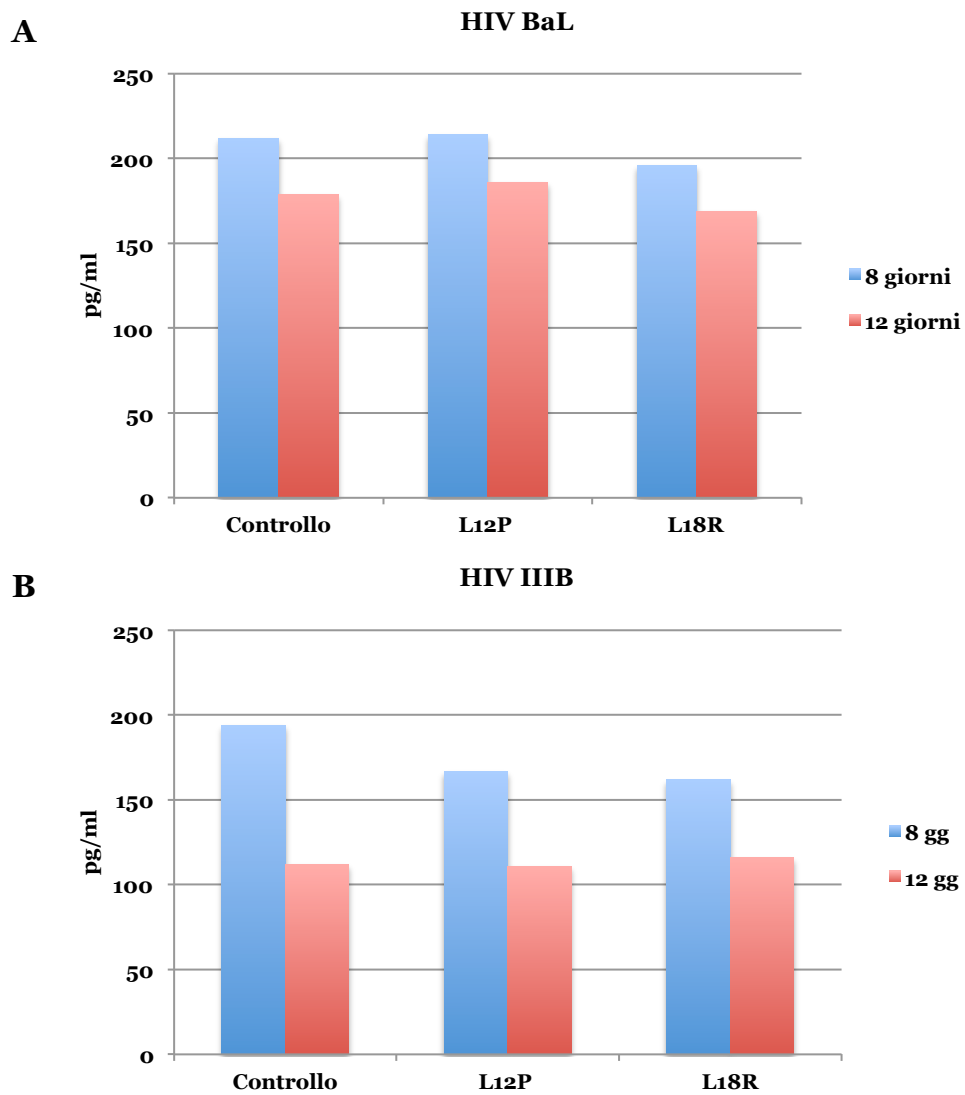 A
HIV BaL
250
200
150
100
50
0
pg/ml
Controllo
L12P
L18R
8 giorni
12 giorni
B
HIV IIIB
250
200
150
100
50
0
pg/ml
Controllo
L12P
L18R
8 gg
12 gg